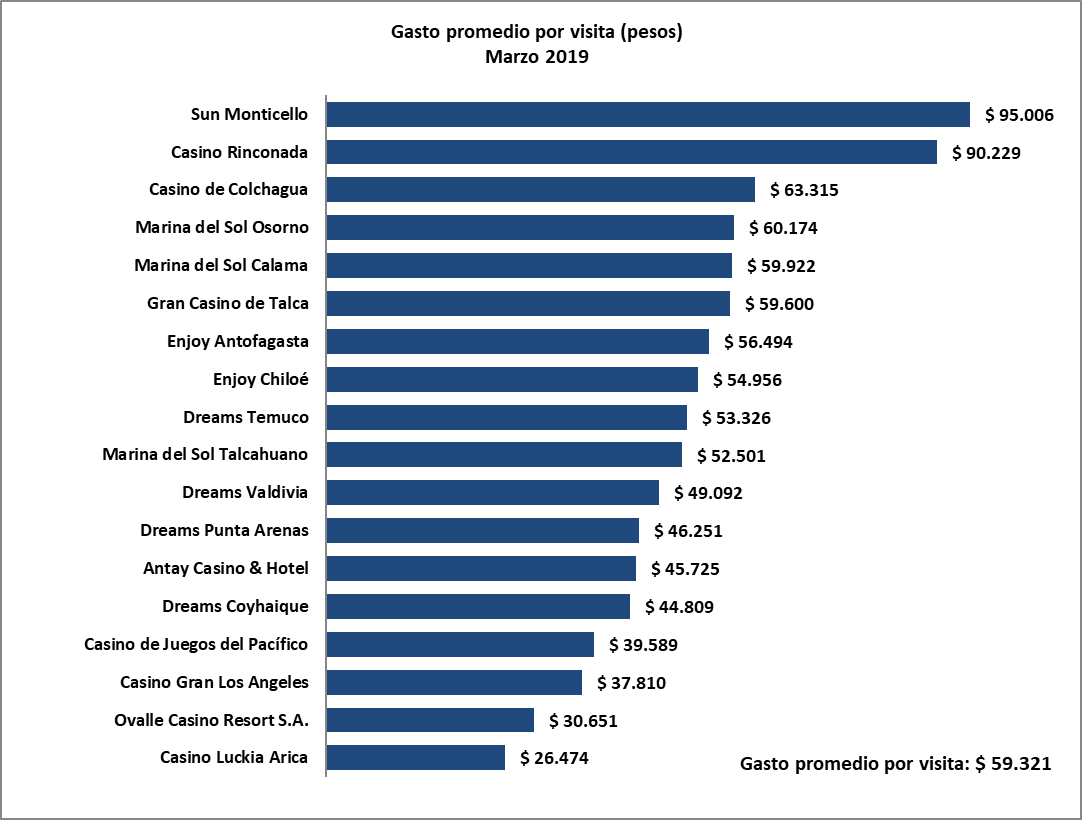 Gasto promedio por visita (pesos)
Marzo 2019
Sun Monticello $ 95.006
Casino Rinconada $ 90.229
Casino de Colchagua $ 63.315
Marina del Sol Osorno $ 60.174
Marina del Sol Calama $ 59.922
Gran Casino de Talca $ 59.600
Enjoy Antofagasta $ 56.494
Enjoy Chiloé $ 54.956
Dreams Temuco $ 53.326
Marina del Sol Talcahuano $ 52.501
Dreams Valdivia $ 49.092
Dreams Punta Arenas $ 46.251
Antay Casino & Hotel $ 45.725
Dreams Coyhaique $ 44.809
Casino de Juegos del Pacífico $ 39.589
Casino Gran Los Angeles $ 37.810
Ovalle Casino Resort S.A. $ 30.651
Casino Luckia Arica $ 26.474
Gasto promedio por visita: $ 59.321